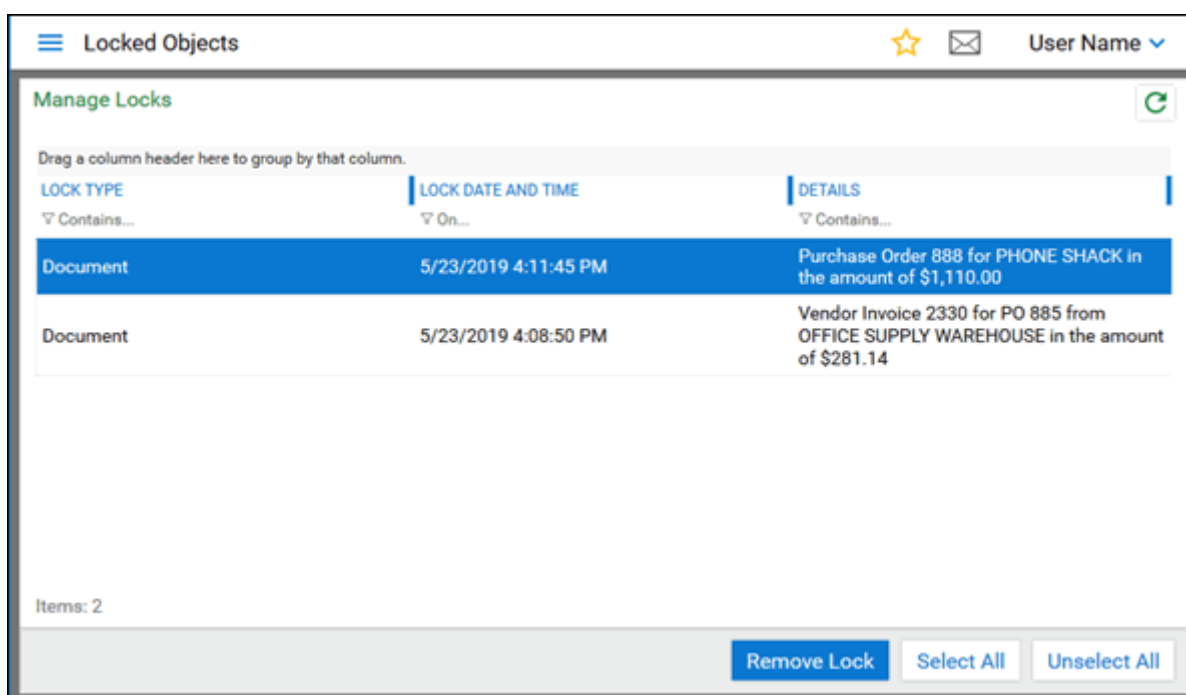 Locked Objects User Name
Manage Locks
Drag a column header here to group by that column.
LOCK TYPE LOCK DATE AND TIME DETAILS
Contains... On... Contains...
Document 5/23/2019 4:11:45 PM Purchase Order 888 for PHONE SHACK in
the amount of $1,110.00
Document 5/23/2019 4:08:50 PM Vendor Invoice 2330 for PO 885 from
OFFICE SUPPLY WAREHOUSE in the amount
of $281.14
Items: 2
Remove Lock Select All Unselect All